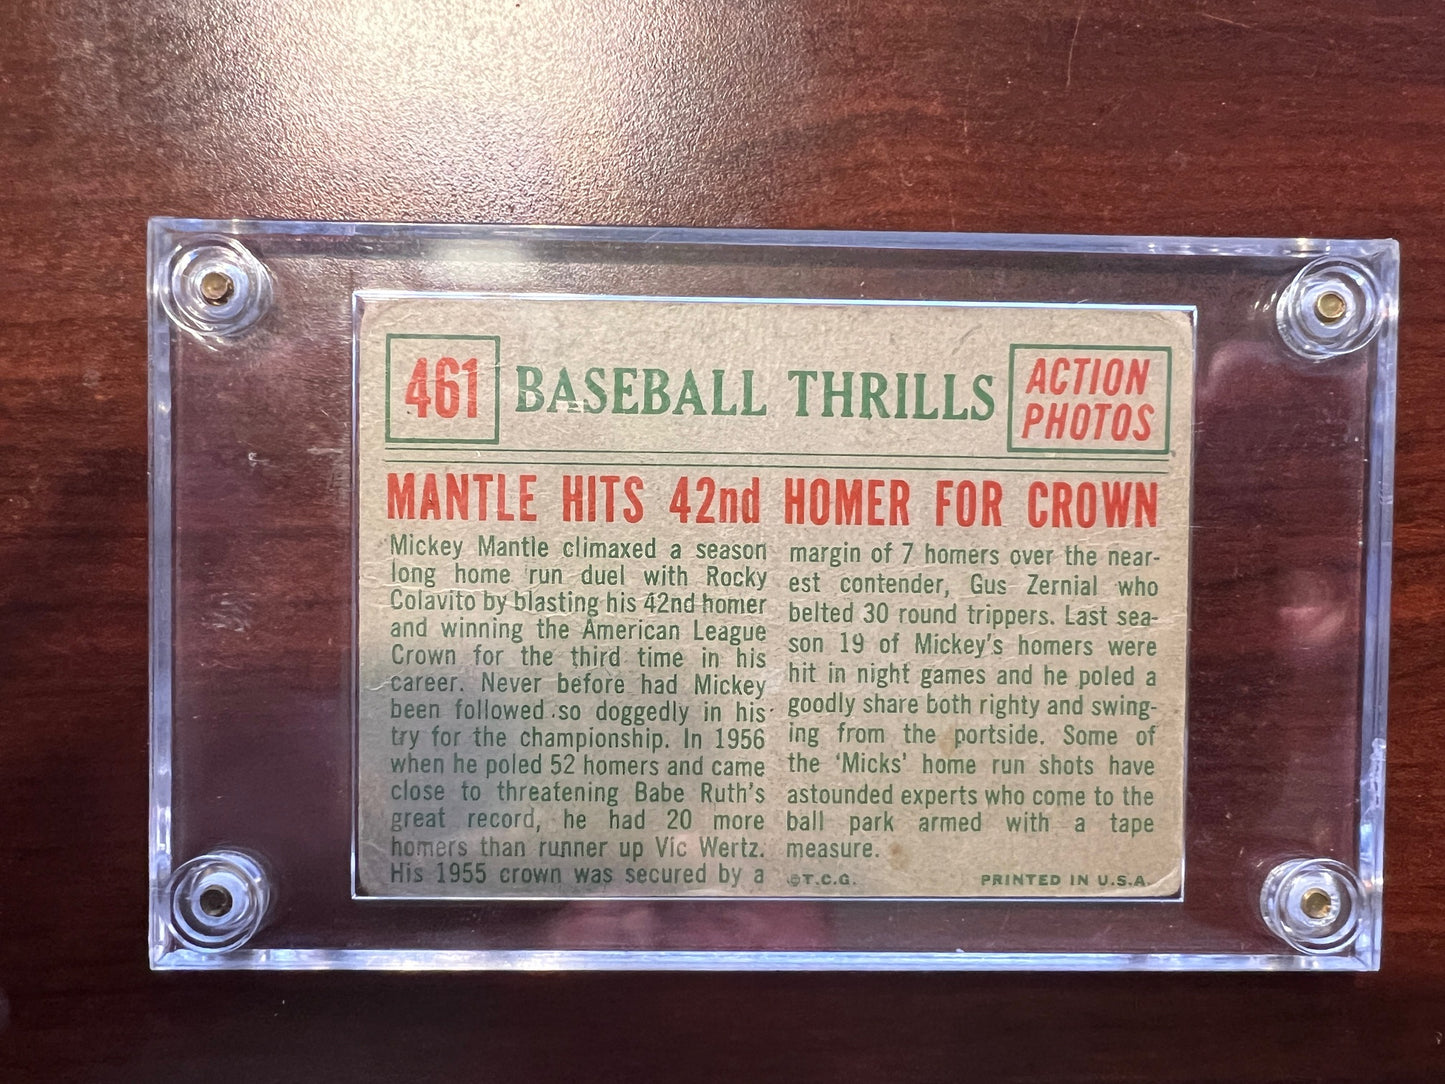 461 BASEBALL THRILLS ACTION PHOTOS
MANTLE HITS 42nd HOMER FOR CROWN
Mickey Mantle climaxed a season
long home run duel with Rocky
Colavito by blasting his 42nd homer
and winning the American League
Crown for the third time in his
career. Never before had Mickey
been followed so doggedly in his
try for the championship. In 1956
when he poled 52 homers and came
close to threatening Babe Ruth's
great record, he had 20 more
homers than runner up Vic Wertz.
His 1955 crown was secured by a
margin of 7 homers over the near-
est contender, Gus Zernial who
belted 30 round trippers. Last sea-
son 19 of Mickey's homers were
hit in night games and he poled a
goodly share both righty and swing-
ing from the portside. Some of
the 'Micks' home run shots have
astounded experts who come to the
ball park armed with a tape
measure.
©T.C.G. PRINTED IN U.S.A.